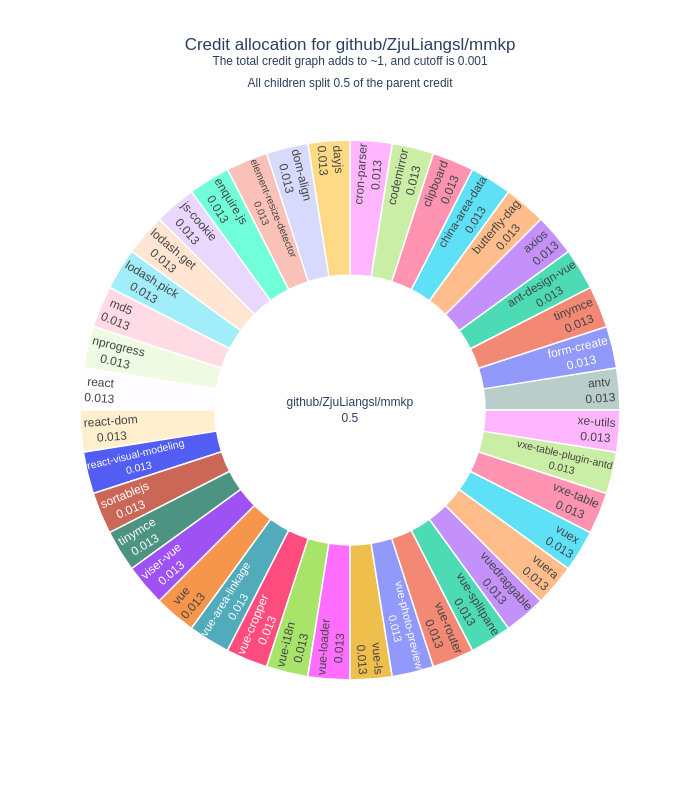 Credit allocation for github/ZjuLiangsl/mmkp
The total credit graph adds to ~1, and cutoff is 0.001
All children split 0.5 of the parent credit
github/ZjuLiangsl/mmkp
0.5
antv
0.013
form-create
0.013
tinymce
0.013
ant-design-vue
0.013
axios
0.013
butterfly-dag
0.013
china-area-data
0.013
clipboard
0.013
codemirror
0.013
cron-parser
0.013
dayjs
0.013
dom-align
0.013
element-resize-detector
0.013
enquire.js
0.013
js-cookie
0.013
lodash.get
0.013
lodash.pick
0.013
md5
0.013
nprogress
0.013
react
0.013
react-dom
0.013
react-visual-modeling
0.013
sortablejs
0.013
tinymce
0.013
viser-vue
0.013
vue
0.013
vue-area-linkage
0.013
vue-cropper
0.013
vue-i18n
0.013
vue-loader
0.013
vue-ls
0.013
vue-photo-preview
0.013
vue-router
0.013
vue-splitpane
0.013
vuedraggable
0.013
vuera
0.013
vuex
0.013
vxe-table
0.013
vxe-table-plugin-antd
0.013
xe-utils
0.013